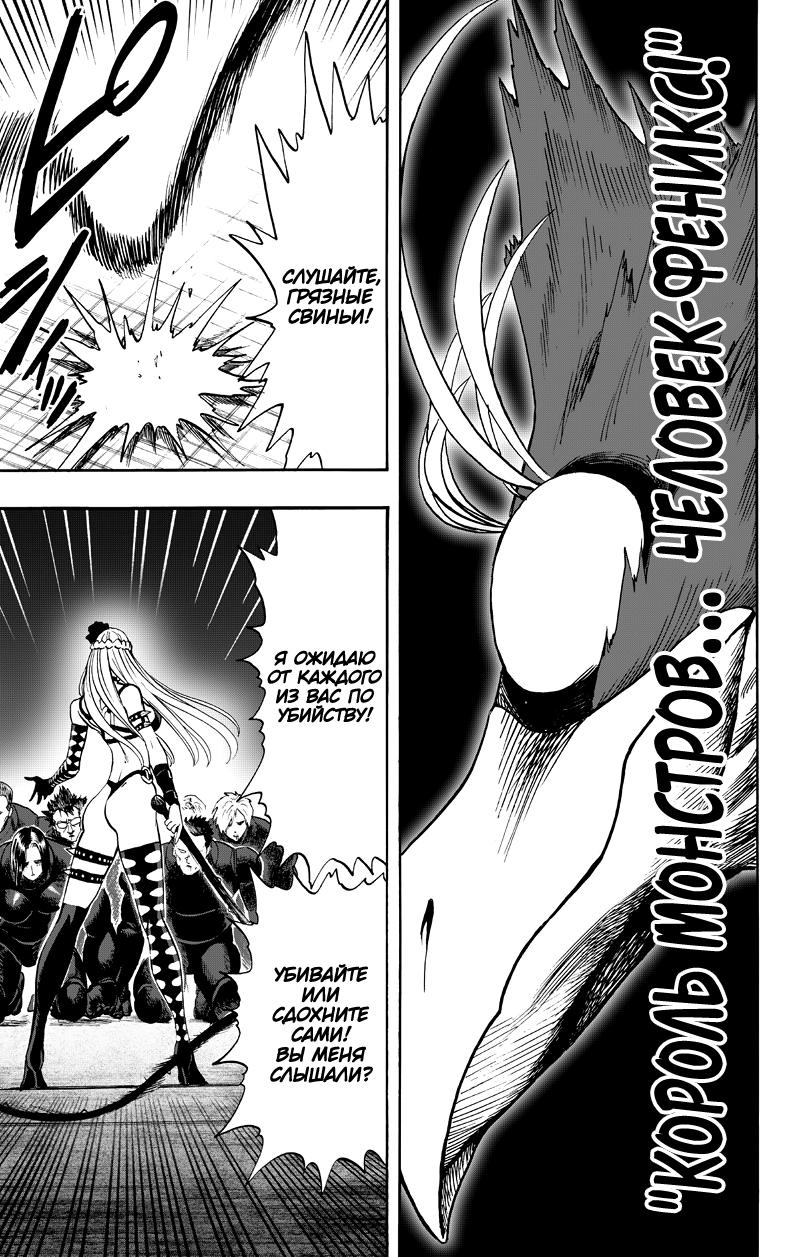 "КОРОЛЬ МОНСТРОВ... ЧЕЛОВЕК-ФЕНИКС!"
СЛУШАЙТЕ,
ГРЯЗНЫЕ
СВИНЬИ!
Я ОЖИДАЮ
ОТ КАЖДОГО
ИЗ ВАС ПО
УБИЙСТВУ!
УБИВАЙТЕ
ИЛИ
СДОХНИТЕ
САМИ!
ВЫ МЕНЯ
СЛЫШАЛИ?